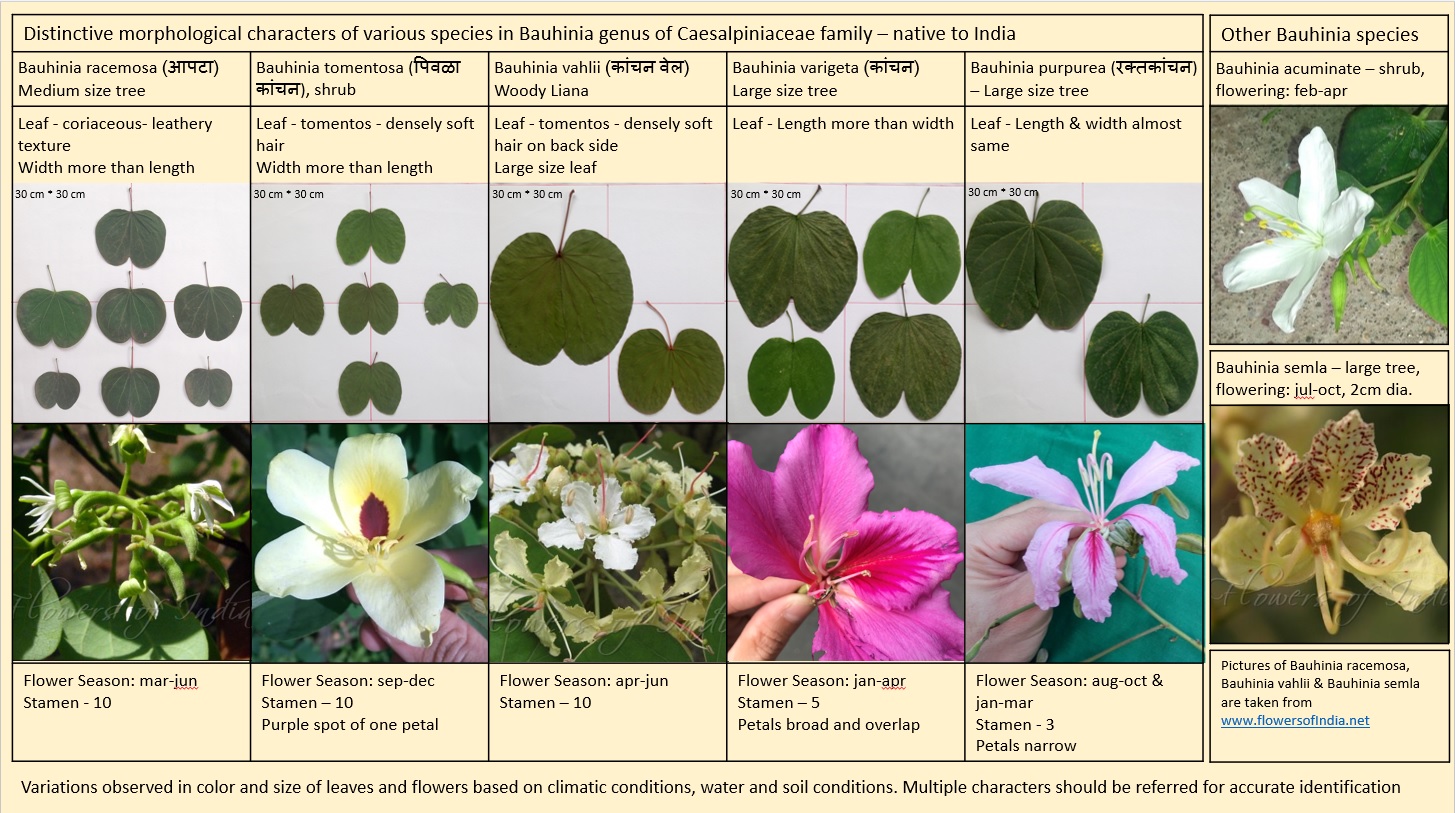 Distinctive morphological characters of various species in Bauhinia genus of Caesalpiniaceae family – native to India
Bauhinia racemosa (आपटा)
Medium size tree
Bauhinia tomentosa (पिवळा
कांचन), shrub
Bauhinia vahlii (कांचन वेल)
Woody Liana
Bauhinia varigeta (कांचन)
Large size tree
Bauhinia purpurea (रक्तकांचन)
– Large size tree
Leaf - coriaceous- leathery
texture
Width more than length
Leaf - tomentos - densely soft
hair
Width more than length
Leaf - tomentos - densely soft
hair on back side
Large size leaf
Leaf - Length more than width
Leaf - Length & width almost
same
30 cm * 30 cm
30 cm * 30 cm
30 cm * 30 cm
30 cm * 30 cm
30 cm * 30 cm
Flowers of India
Flowers of India
Flower Season: mar-jun
Stamen - 10
Flower Season: sep-dec
Stamen – 10
Purple spot of one petal
Flower Season: apr-jun
Stamen – 10
Flower Season: jan-apr
Stamen – 5
Petals broad and overlap
Flower Season: aug-oct &
jan-mar
Stamen - 3
Petals narrow
Other Bauhinia species
Bauhinia acuminate – shrub,
flowering: feb-apr
Bauhinia semla – large tree,
flowering: jul-oct, 2cm dia.
Flowers of Indi
Pictures of Bauhinia racemosa,
Bauhinia vahlii & Bauhinia semla
are taken from
www.flowersofIndia.net
Variations observed in color and size of leaves and flowers based on climatic conditions, water and soil conditions. Multiple characters should be referred for accurate identification